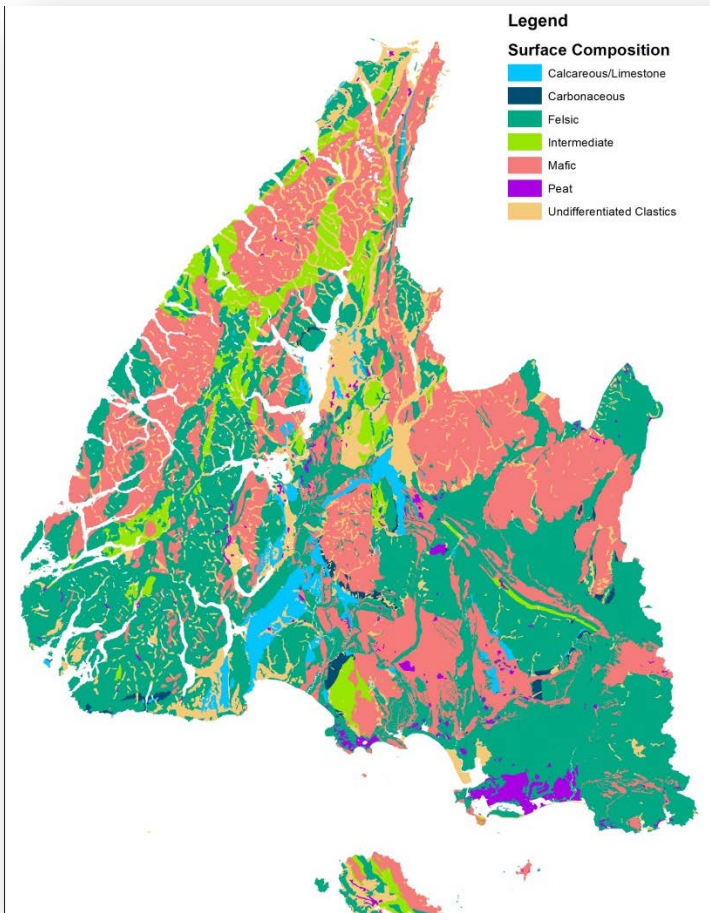 Legend
Surface Composition
Calcareous/Limestone
Carbonaceous
Felsic
Intermediate
Mafic
Peat
Undifferentiated Clastics